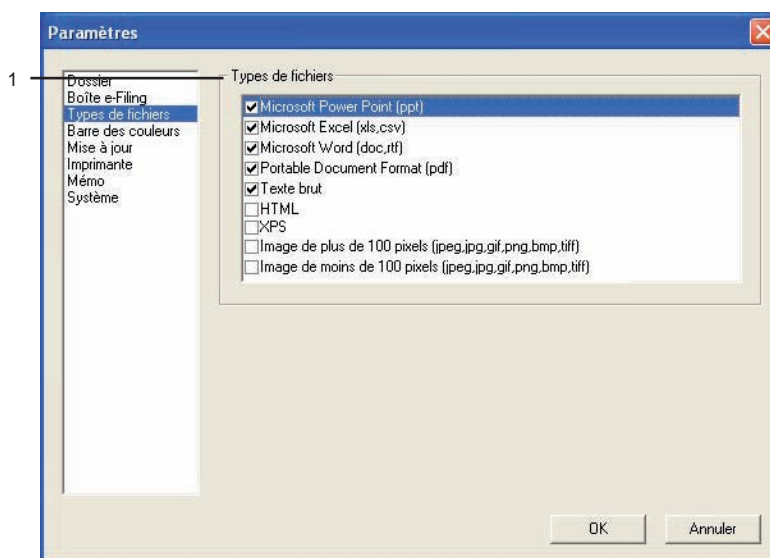 Paramètres
1
Dossier
Boîte e-Filing
Types de fichiers
Barre des couleurs
Mise à jour
Imprimante
Mémo
Système
Types de fichiers
Microsoft Power Point (ppt)
Microsoft Excel (xls,csv)
Microsoft Word (doc,rtf)
Portable Document Format (pdf)
Texte brut
HTML
XPS
Image de plus de 100 pixels (jpeg,jpg,gif,png,bmp,tiff)
Image de moins de 100 pixels (jpeg,jpg,gif,png,bmp,tiff)
OK
Annuler